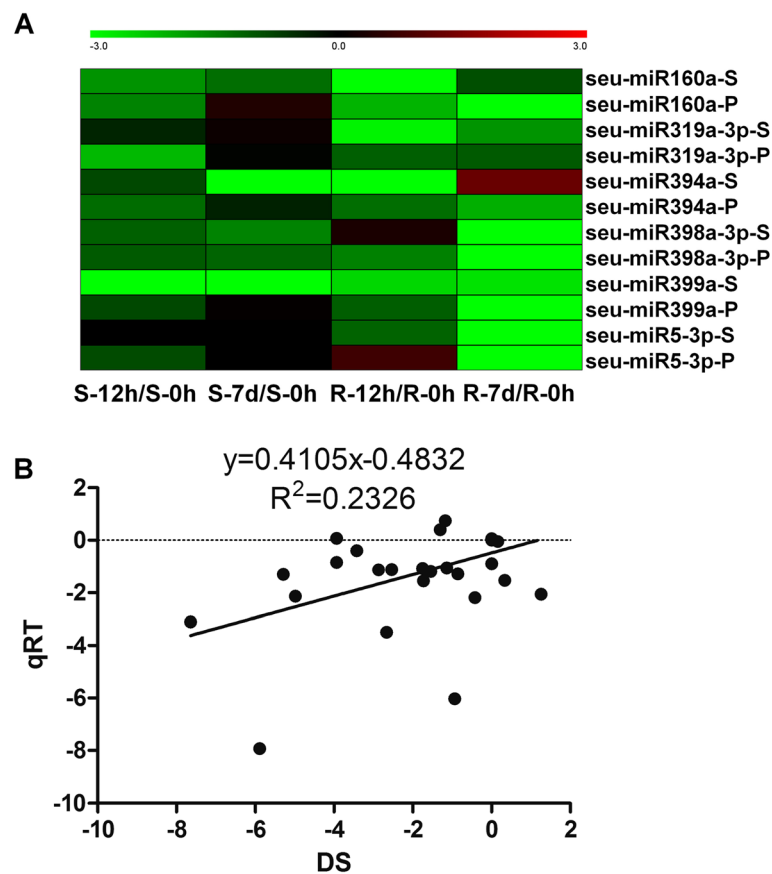 A
-3.0 0.0 3.0
seu-miR160a-S
seu-miR160a-P
seu-miR319a-3p-S
seu-miR319a-3p-P
seu-miR394a-S
seu-miR394a-P
seu-miR398a-3p-S
seu-miR398a-3p-P
seu-miR399a-S
seu-miR399a-P
seu-miR5-3p-S
seu-miR5-3p-P
S-12h/S-0h S-7d/S-0h R-12h/R-0h R-7d/R-0h
B
y=0.4105x-0.4832
R²=0.2326
2
0
-2
-4
-6
-8
-10
qRT
-10 -8 -6 -4 -2 0 2
DS